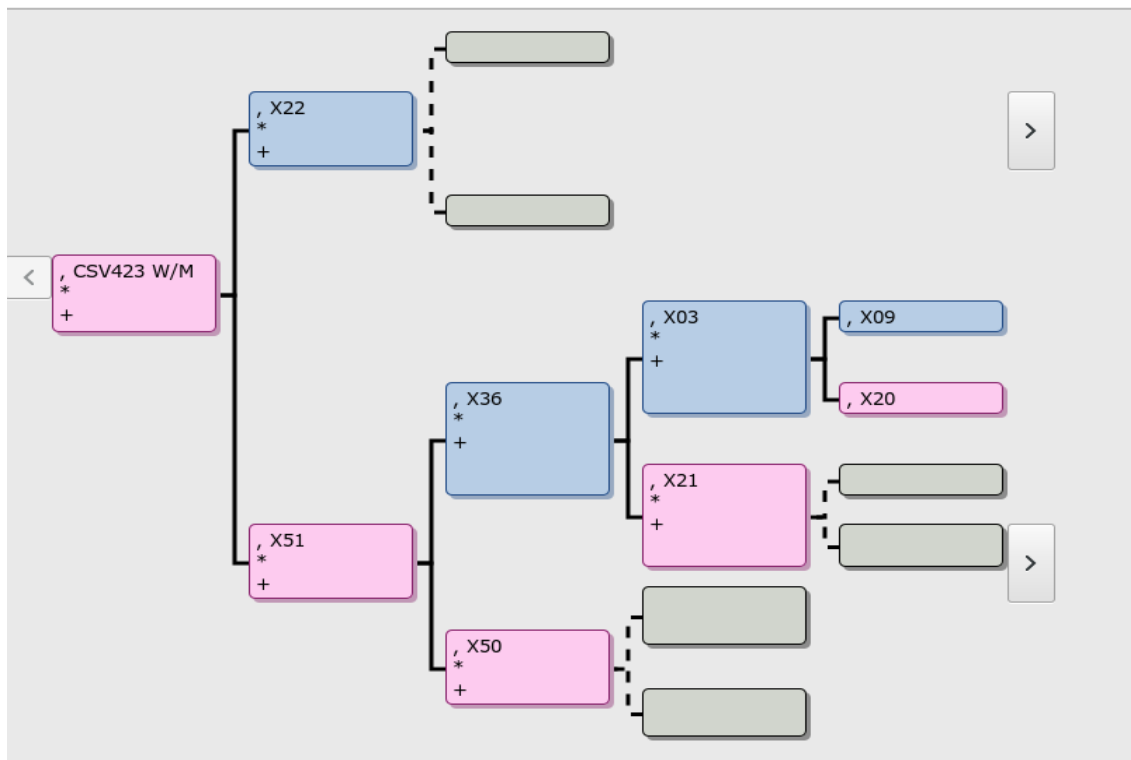 , X22
*
+
>
<
, CSV423 W/M
*
+
, X03
*
+
, X09
, X20
, X36
*
+
, X21
*
+
, X51
*
+
>
, X50
*
+